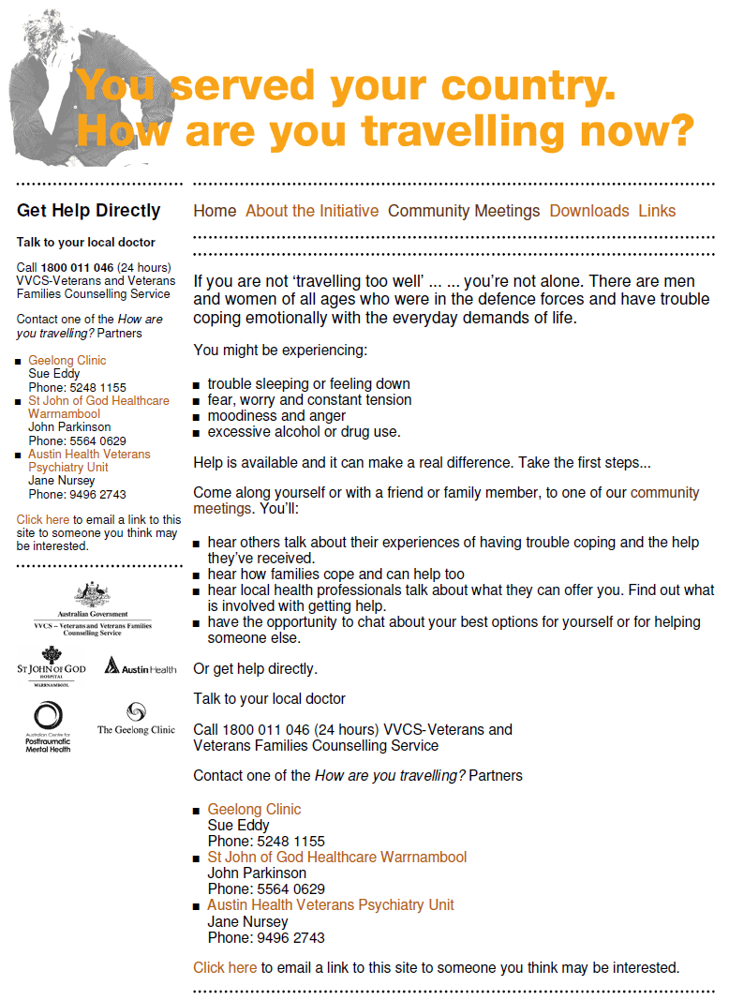 You served your country.
How are you travelling now?
Get Help Directly
Talk to your local doctor
Call 1800 011 046 (24 hours)
VVCS-Veterans and Veterans
Families Counselling Service
Contact one of the How are
you travelling? Partners
Geelong Clinic
Sue Eddy
Phone: 5248 1155
St John of God Healthcare
Warrnambool
John Parkinson
Phone: 5564 0629
Austin Health Veterans
Psychiatry Unit
Jane Nursey
Phone: 9496 2743
Click here to email a link to this
site to someone you think may
be interested.
Australian Government
VVCS – Veterans and Veterans Families
Counselling Service
ST JOHN OF GOD
HOSPITAL
WARRNAMBOOL
Austin Health
Australian Centre for
Posttraumatic
Mental Health
The Geelong Clinic
Home About the Initiative Community Meetings Downloads Links
If you are not ‘travelling too well’ ... ... you’re not alone. There are men
and women of all ages who were in the defence forces and have trouble
coping emotionally with the everyday demands of life.
You might be experiencing:
trouble sleeping or feeling down
fear, worry and constant tension
moodiness and anger
excessive alcohol or drug use.
Help is available and it can make a real difference. Take the first steps...
Come along yourself or with a friend or family member, to one of our community
meetings. You’ll:
hear others talk about their experiences of having trouble coping and the help
they’ve received.
hear how families cope and can help too
hear local health professionals talk about what they can offer you. Find out what
is involved with getting help.
have the opportunity to chat about your best options for yourself or for helping
someone else.
Or get help directly.
Talk to your local doctor
Call 1800 011 046 (24 hours) VVCS-Veterans and
Veterans Families Counselling Service
Contact one of the How are you travelling? Partners
Geelong Clinic
Sue Eddy
Phone: 5248 1155
St John of God Healthcare Warrnambool
John Parkinson
Phone: 5564 0629
Austin Health Veterans Psychiatry Unit
Jane Nursey
Phone: 9496 2743
Click here to email a link to this site to someone you think may be interested.